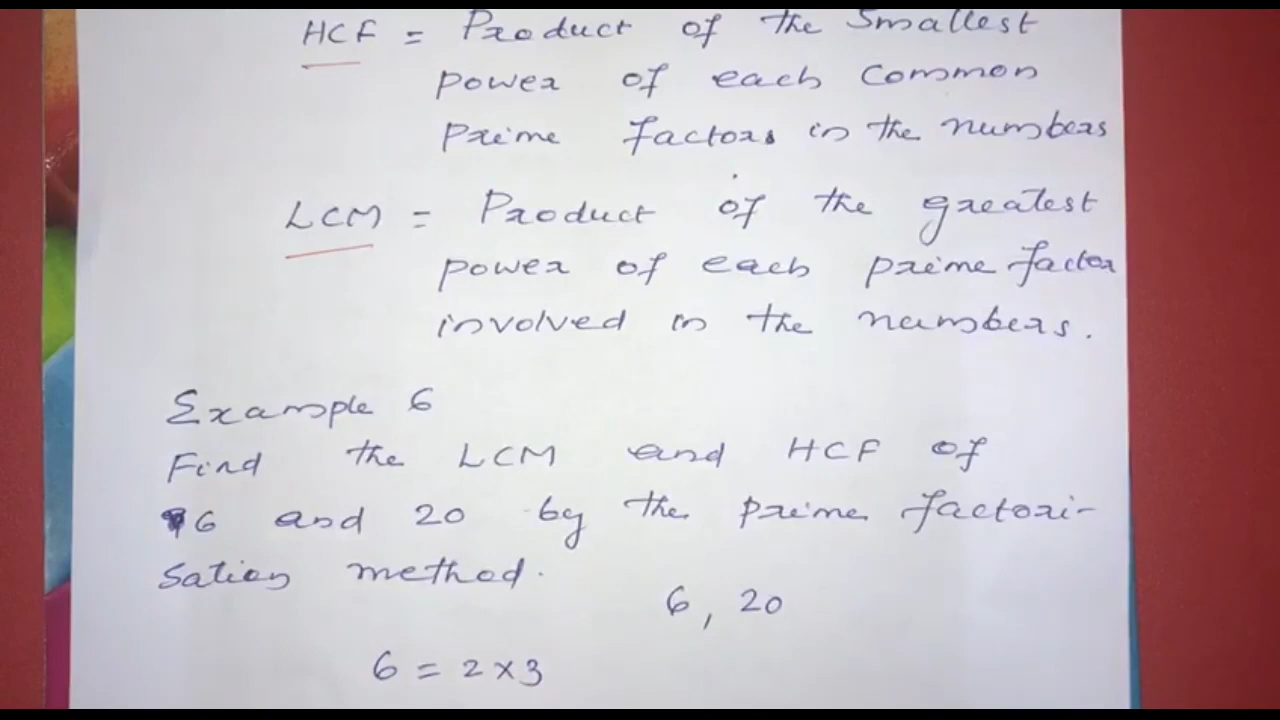 HCF = Product of the Smallest
power of each Common
prime factors in the numbers
LCM = Product of the greatest
power of each prime factor
involved in the numbers.
Example 6
Find the LCM and HCF of
6 and 20 by the prime factori-
sation method.
6, 20
6 = 2 × 3